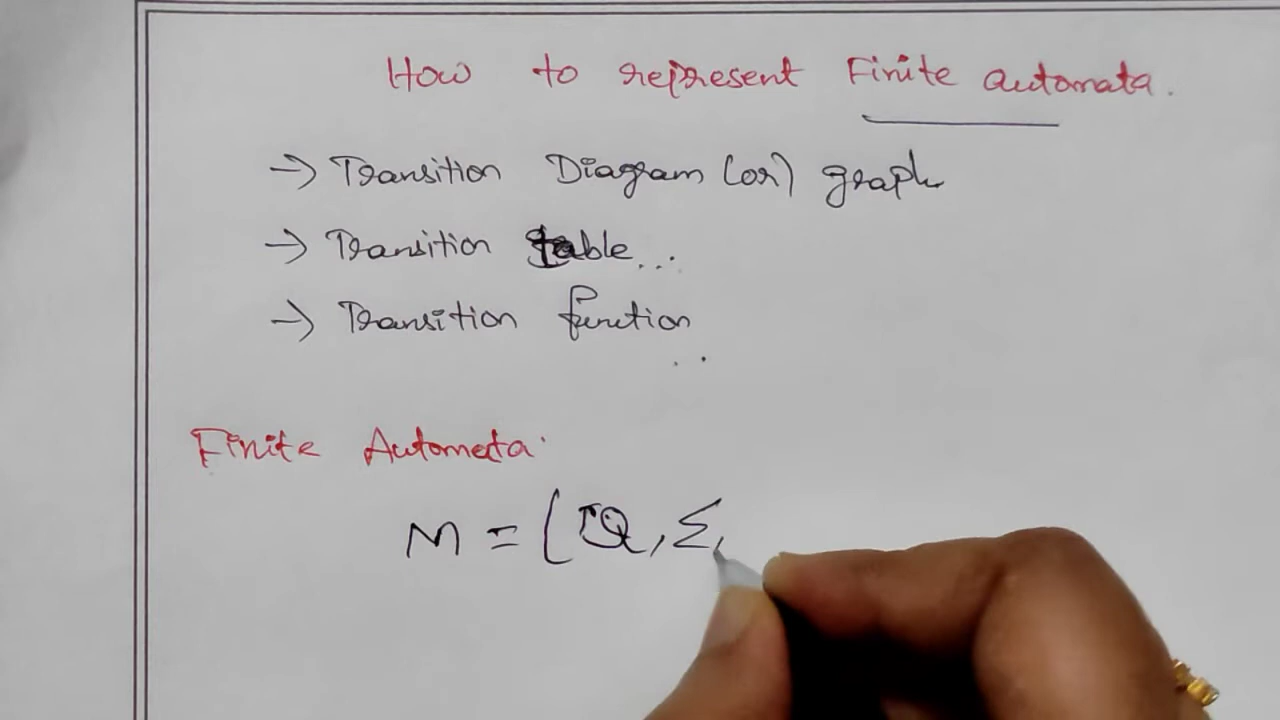 How to represent Finite automata.
→ Transition Diagram (or) graph
→ Transition table...
→ Transition function
..
Finite Automata:
M = (Q, Σ,